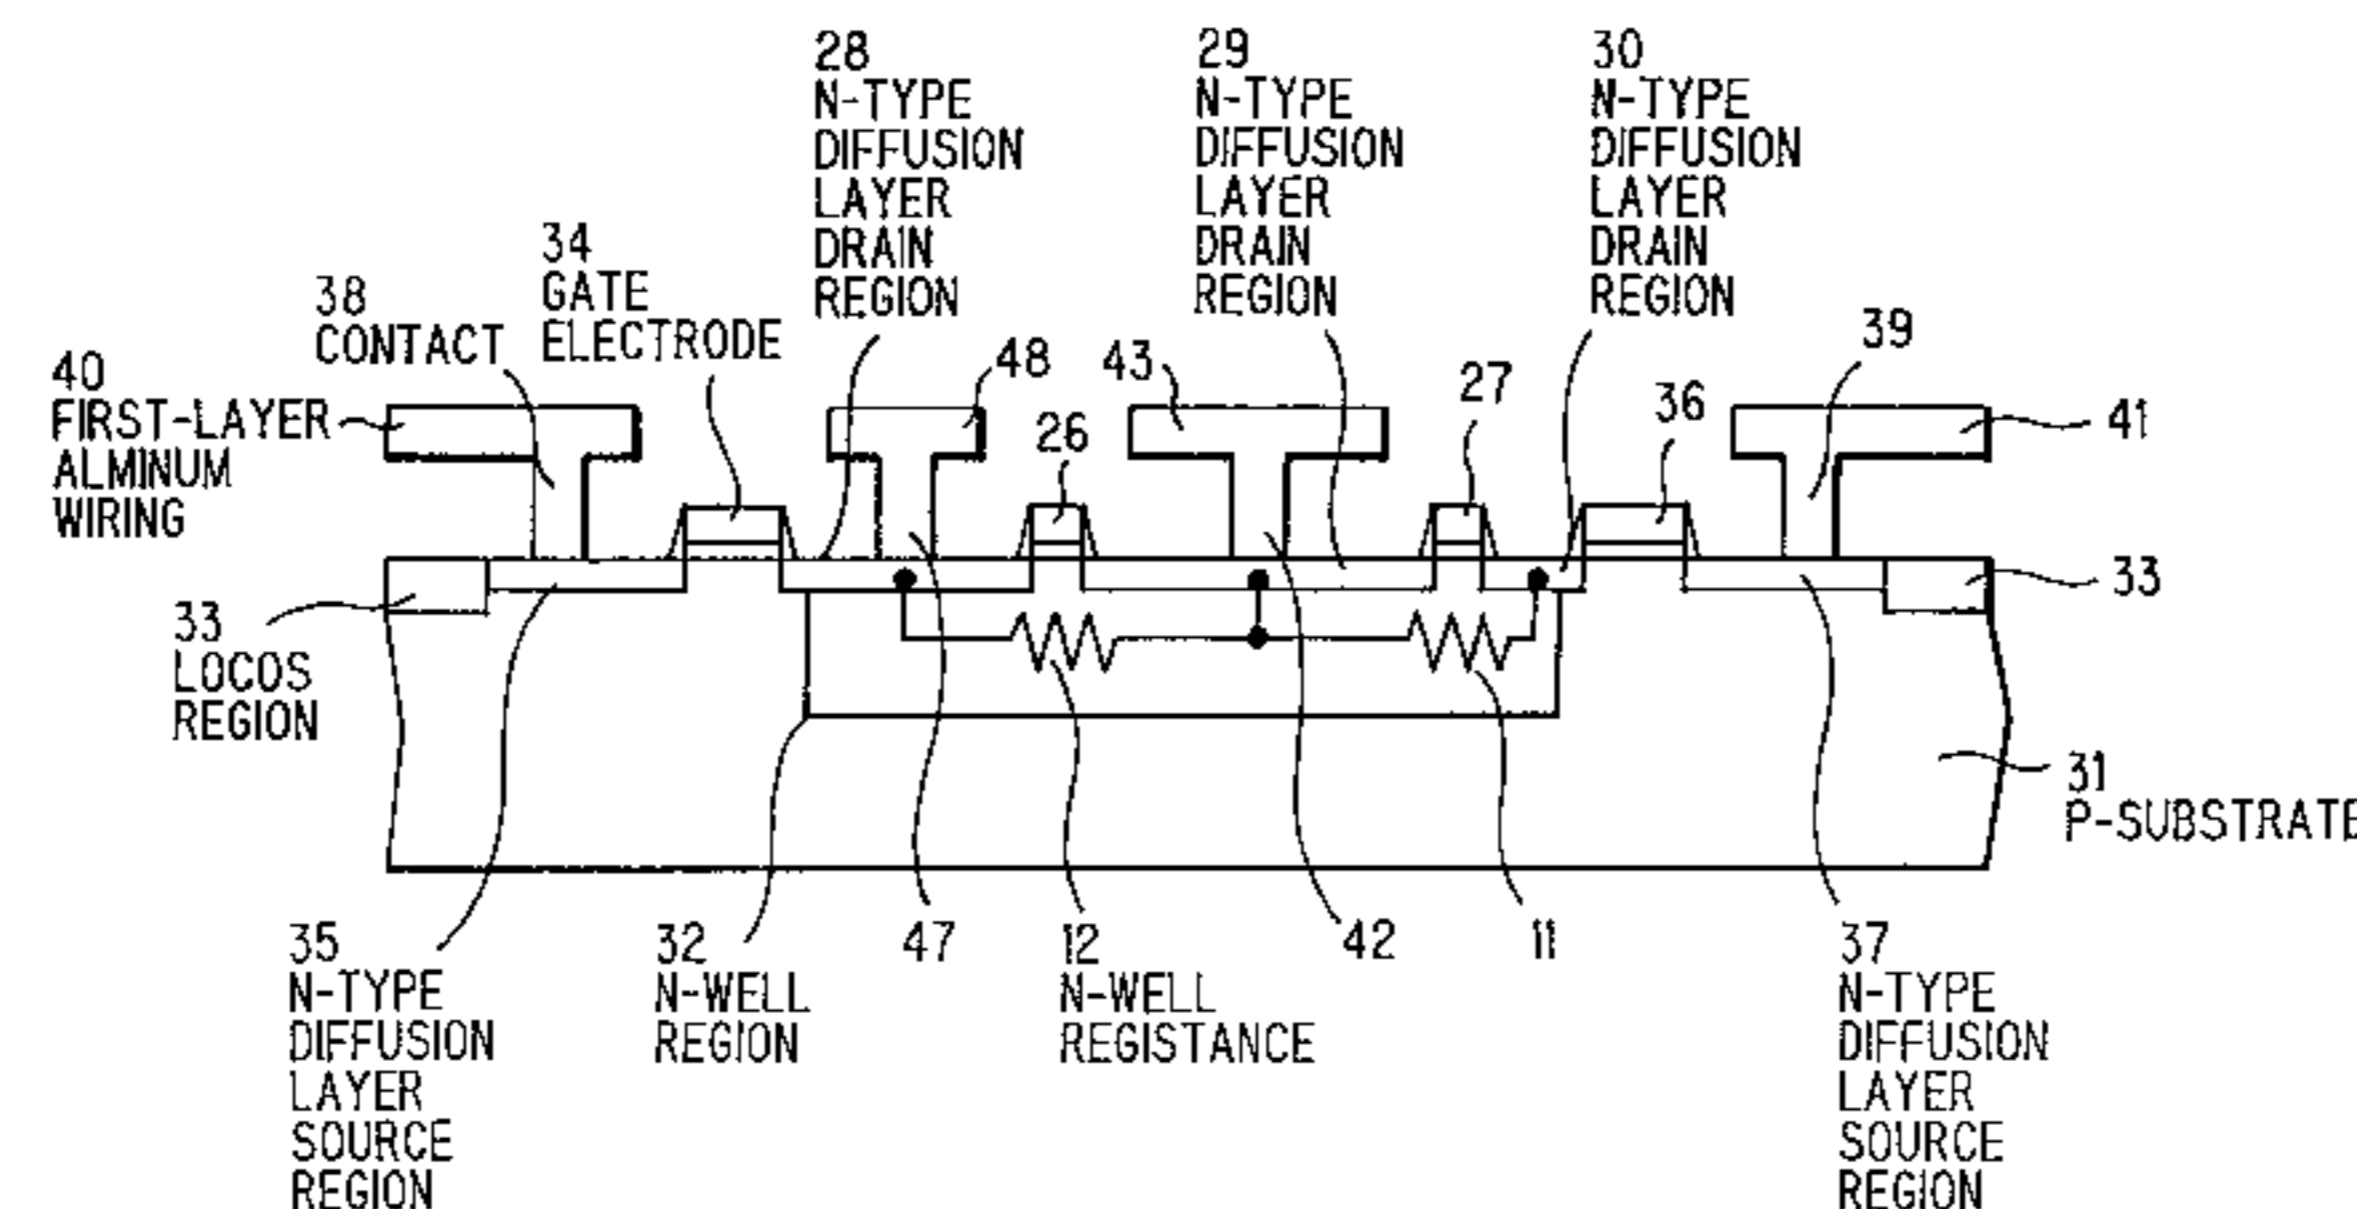 28
N-TYPE
DIFFUSION
LAYER
DRAIN
REGION
29
N-TYPE
DIFFUSION
LAYER
DRAIN
REGION
30
N-TYPE
DIFFUSION
LAYER
DRAIN
REGION
34
GATE
ELECTRODE
38
CONTACT
40
FIRST-LAYER
ALMINUM
WIRING
48
43
26
27
36
39
41
33
LOCOS
REGION
33
31
P-SUBSTRATE
35
N-TYPE
DIFFUSION
LAYER
SOURCE
REGION
32
N-WELL
REGION
47
12
N-WELL
REGISTANCE
42
11
37
N-TYPE
DIFFUSION
LAYER
SOURCE
REGION